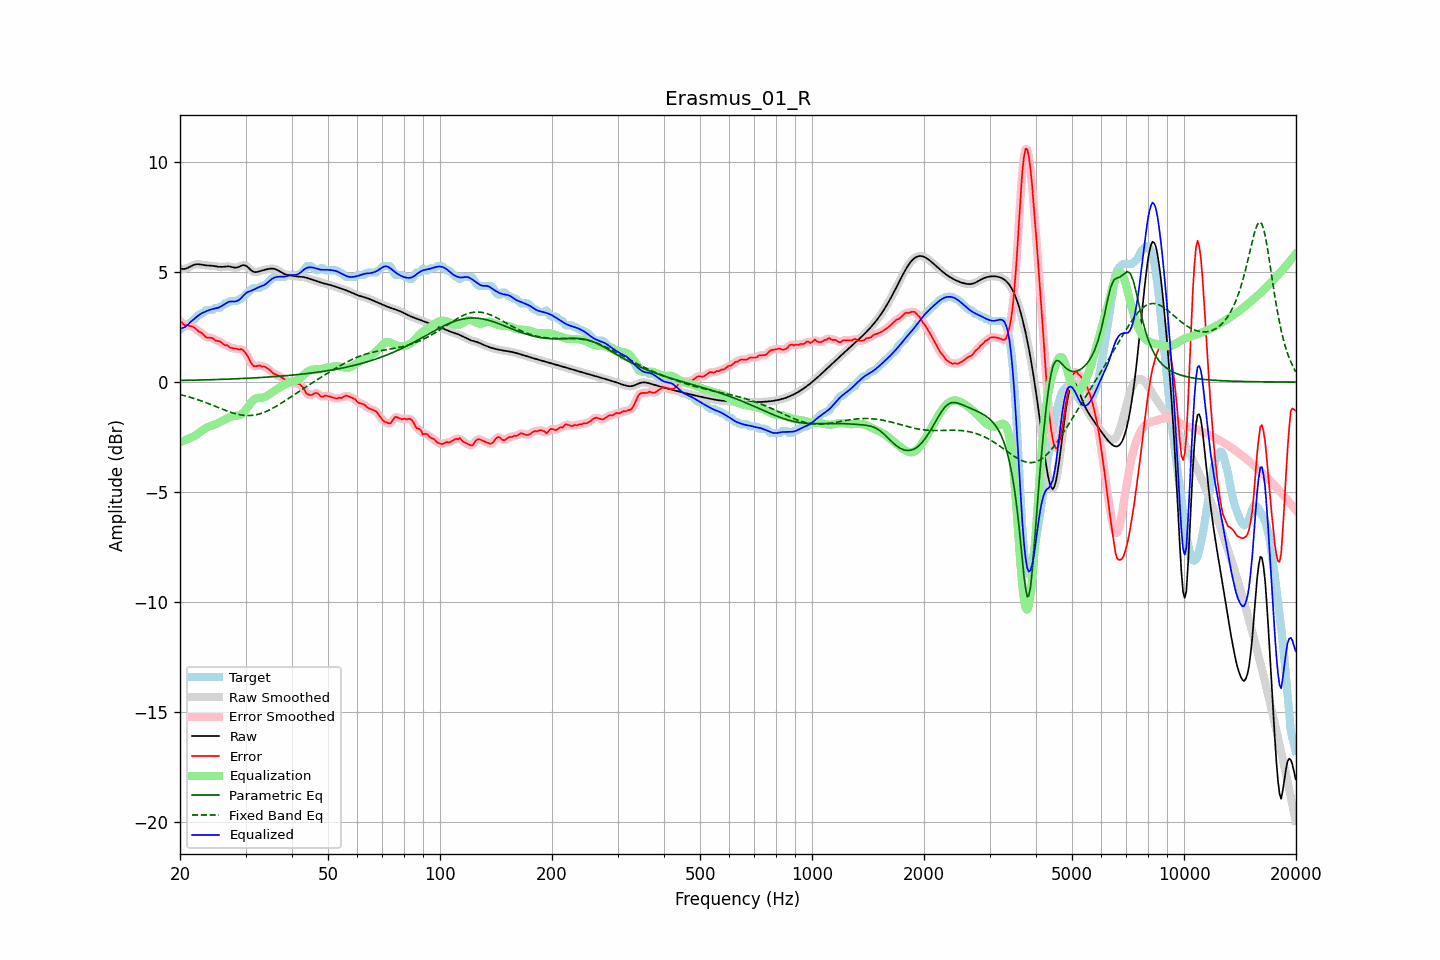 Erasmus_01_R
Amplitude (dBr)
10
5
0
−5
−10
−15
−20
Target
Raw Smoothed
Error Smoothed
Raw
Error
Equalization
Parametric Eq
Fixed Band Eq
Equalized
20 50 100 200 500 1000 2000 5000 10000 20000
Frequency (Hz)